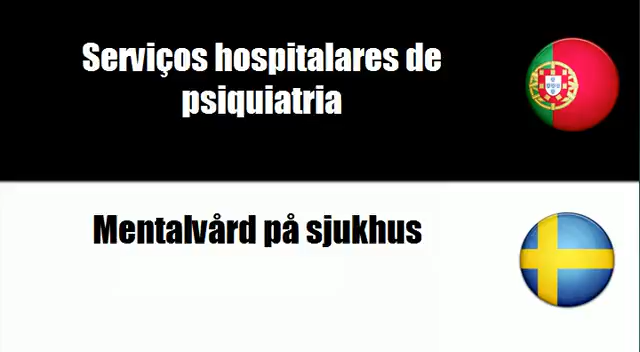 Serviços hospitalares de
psiquiatria
Mentalvård på sjukhus